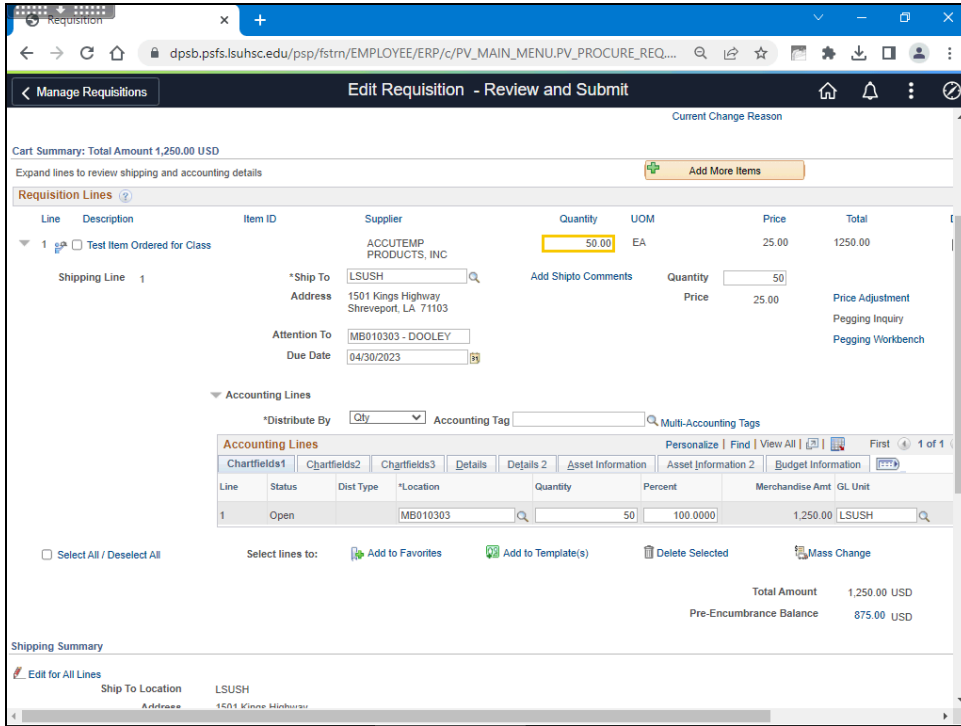 Requisition
dpsb.psfs.lsuhsc.edu/psp/fstrn/EMPLOYEE/ERP/c/PV_MAIN_MENU.PV_PROCURE_REQ....
Manage Requisitions
Edit Requisition - Review and Submit
Current Change Reason
Cart Summary: Total Amount 1,250.00 USD
Expand lines to review shipping and accounting details
Add More Items
Requisition Lines ?
Line Description Item ID Supplier Quantity UOM Price Total
1 Test Item Ordered for Class ACCUTEMP PRODUCTS, INC 50.00 EA 25.00 1250.00
Shipping Line 1 *Ship To LSUSH Add Shipto Comments Quantity 50
Address 1501 Kings Highway Price 25.00 Price Adjustment
Shreveport, LA 71103
Pegging Inquiry
Attention To MB010303 - DOOLEY Pegging Workbench
Due Date 04/30/2023
Accounting Lines
*Distribute By Qty Accounting Tag Multi-Accounting Tags
Accounting Lines Personalize | Find | View All | First 1 of 1
Chartfields1 Chartfields2 Chartfields3 Details Details 2 Asset Information Asset Information 2 Budget Information
Line Status Dist Type *Location Quantity Percent Merchandise Amt GL Unit
1 Open MB010303 50 100.0000 1,250.00 LSUSH
Select All / Deselect All Select lines to: Add to Favorites Add to Template(s) Delete Selected Mass Change
Total Amount 1,250.00 USD
Pre-Encumbrance Balance 875.00 USD
Shipping Summary
Edit for All Lines
Ship To Location LSUSH
Address 1501 Kings Highway